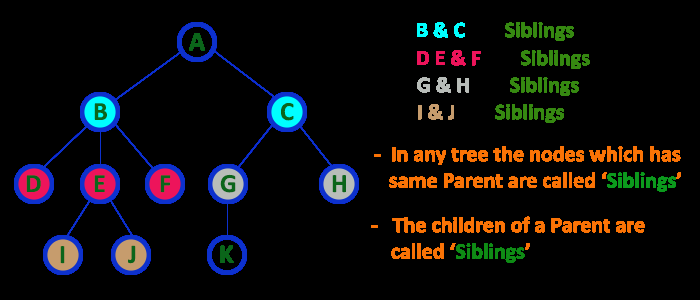 A
B & C Siblings
D E & F Siblings
G & H Siblings
I & J Siblings
B
C
- In any tree the nodes which has
same Parent are called ‘Siblings’
D
E
F
G
H
- The children of a Parent are
called ‘Siblings’
I
J
K